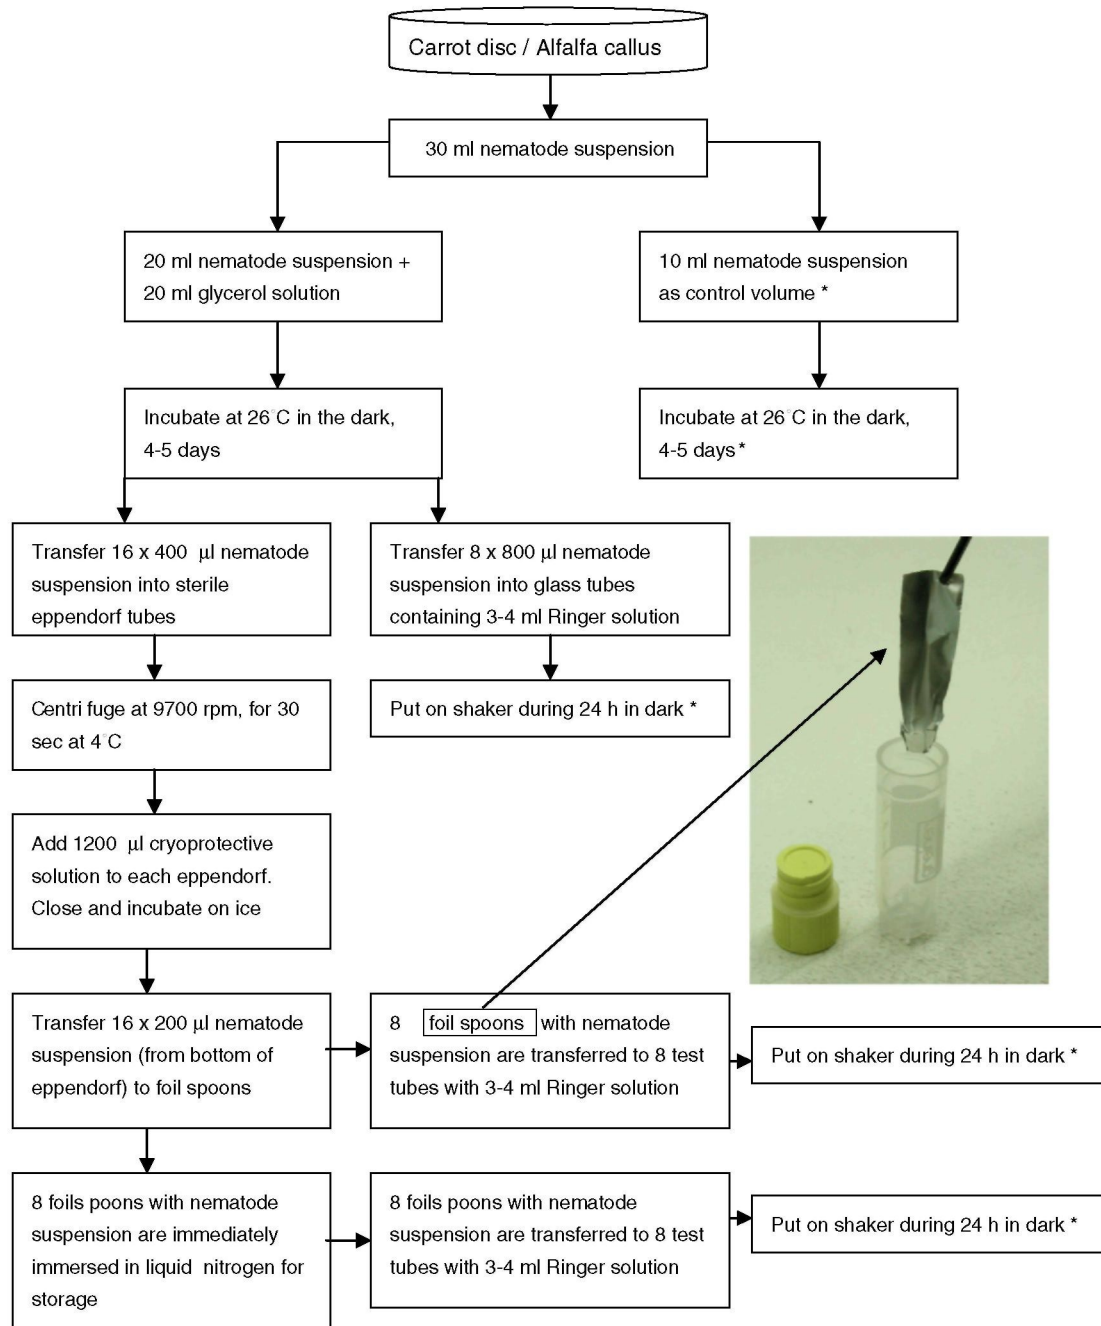 Carrot disc / Alfalfa callus
30 ml nematode suspension
20 ml nematode suspension +
20 ml glycerol solution
10 ml nematode suspension
as control volume *
Incubate at 26°C in the dark,
4-5 days
Incubate at 26°C in the dark,
4-5 days *
Transfer 16 x 400 µl nematode
suspension into sterile
eppendorf tubes
Transfer 8 x 800 µl nematode
suspension into glass tubes
containing 3-4 ml Ringer solution
Centri fuge at 9700 rpm, for 30
sec at 4°C
Put on shaker during 24 h in dark *
Add 1200 µl cryoprotective
solution to each eppendorf.
Close and incubate on ice
Transfer 16 x 200 µl nematode
suspension (from bottom of
eppendorf) to foil spoons
8 foil spoons with nematode
suspension are transferred to 8 test
tubes with 3-4 ml Ringer solution
Put on shaker during 24 h in dark *
8 foils poons with nematode
suspension are immediately
immersed in liquid nitrogen for
storage
8 foils poons with nematode
suspension are transferred to 8 test
tubes with 3-4 ml Ringer solution
Put on shaker during 24 h in dark *